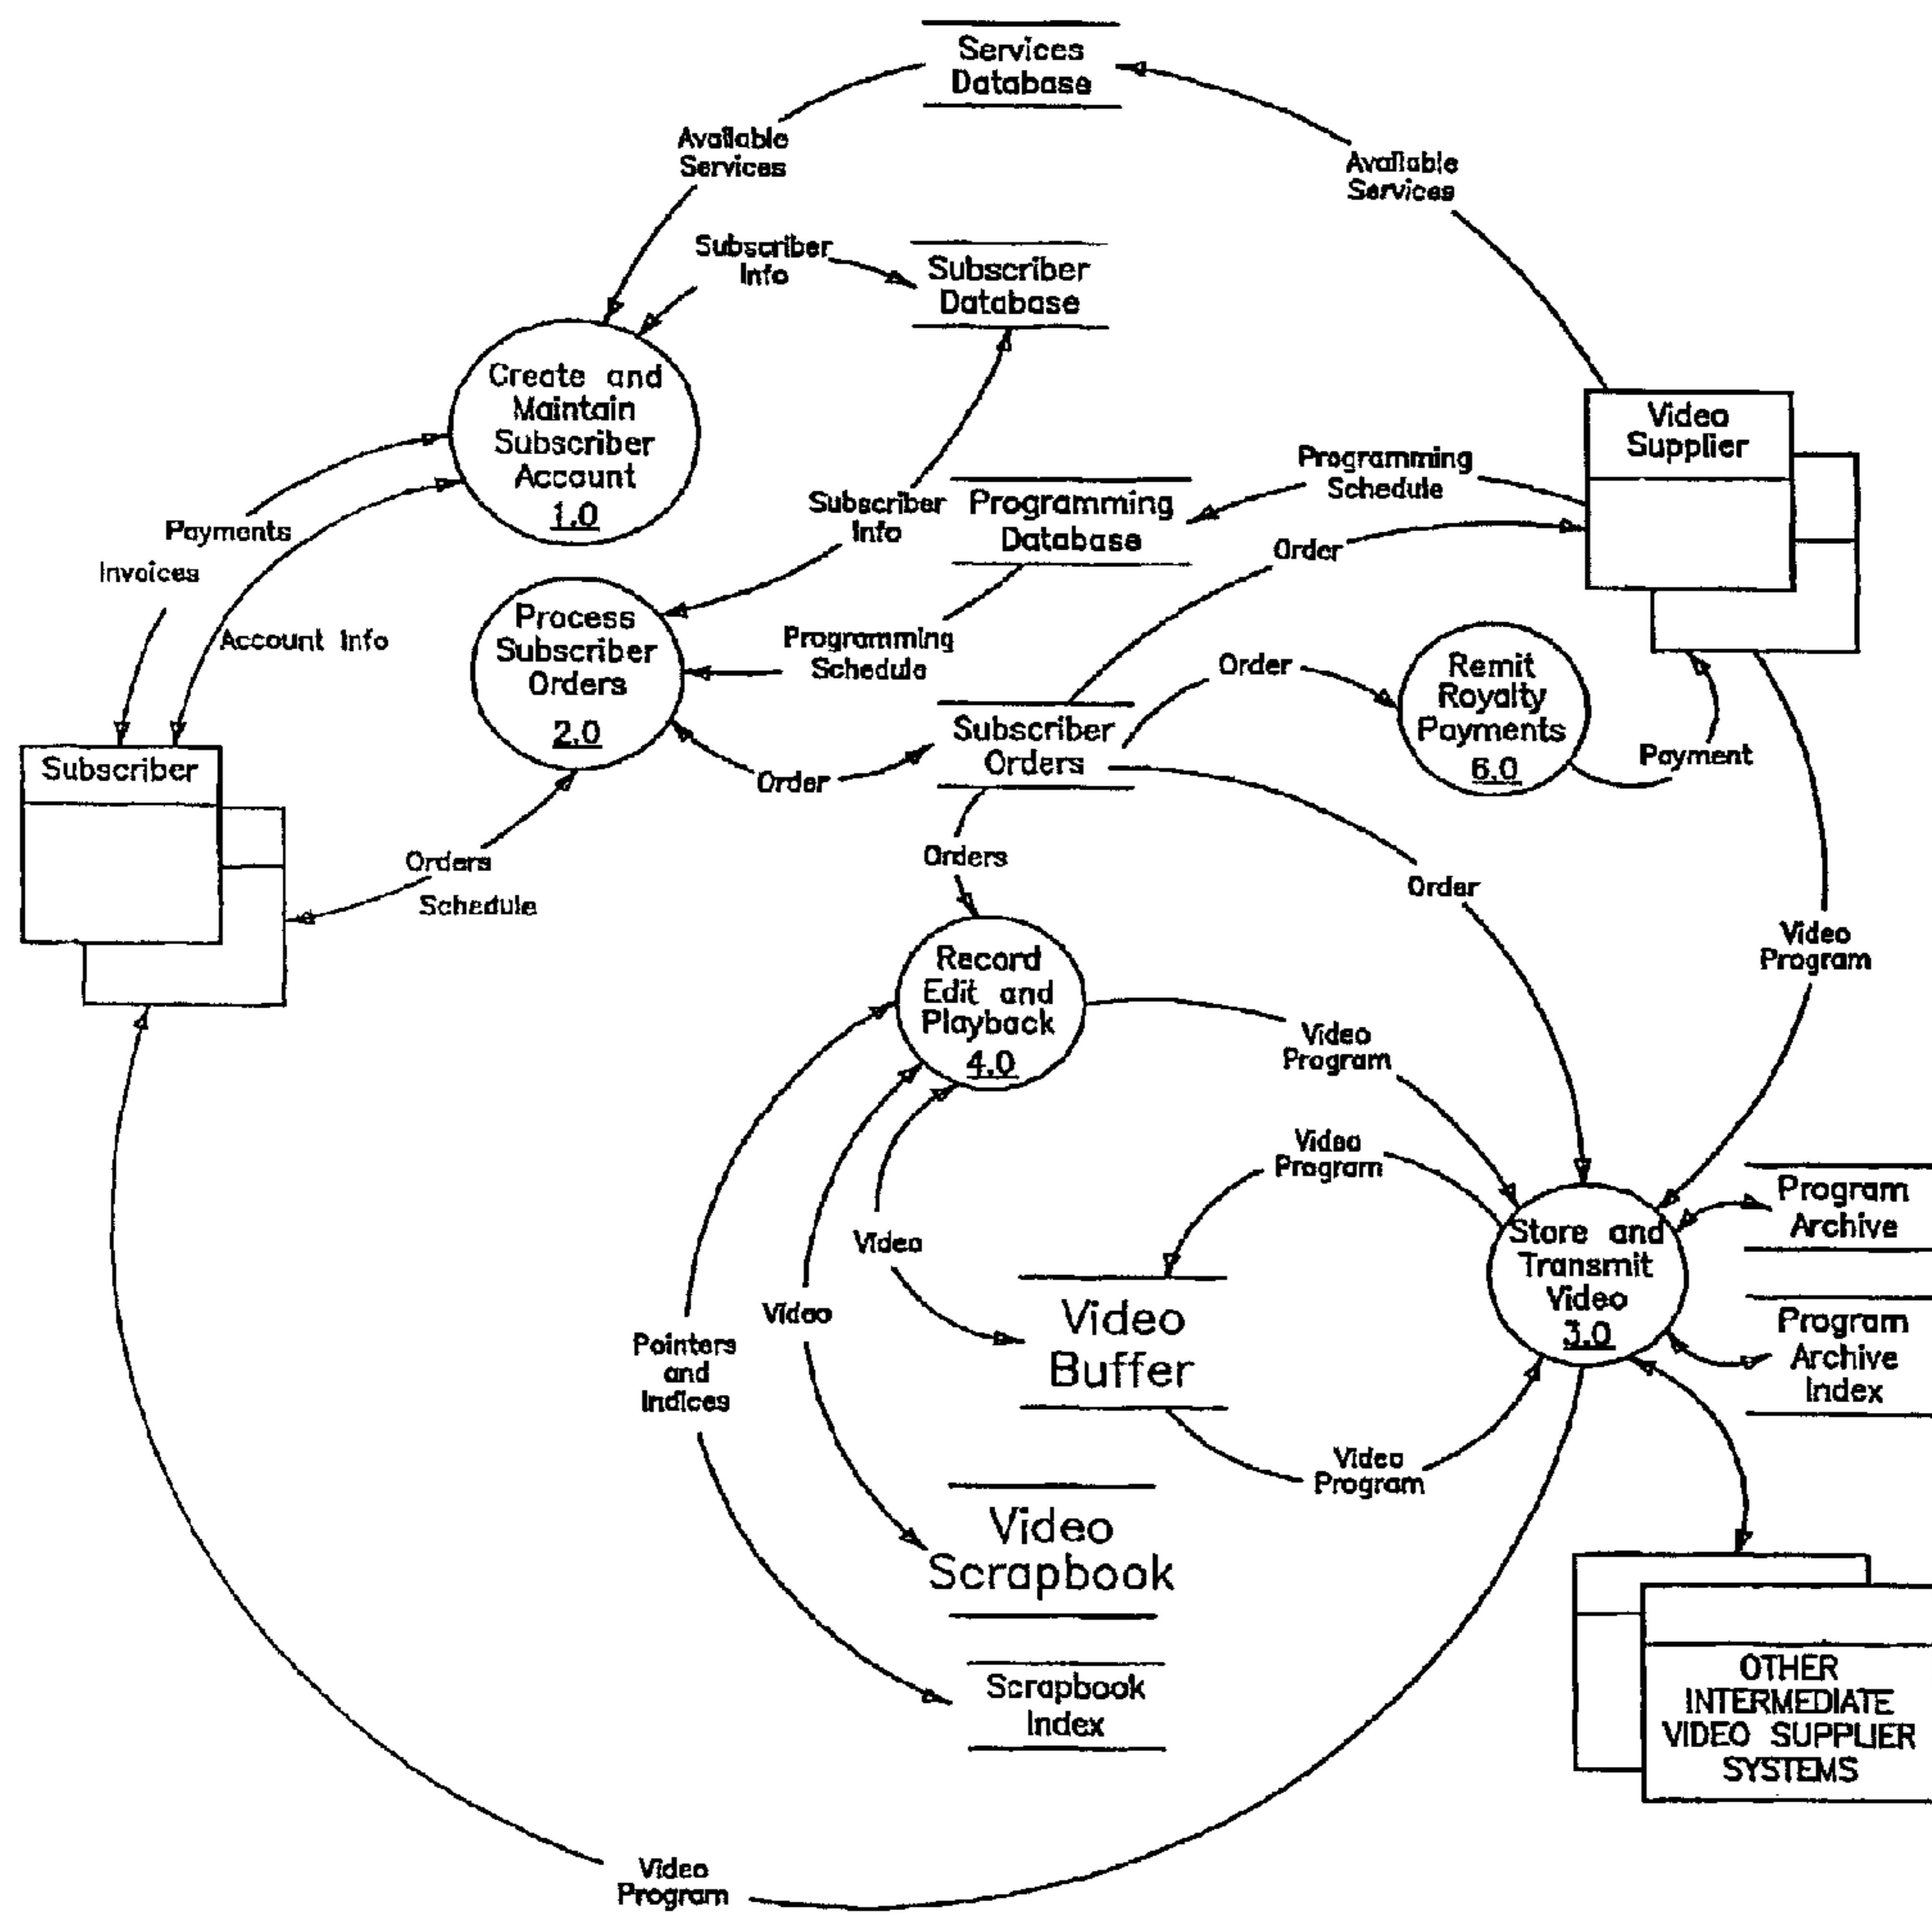 Services
Database
Available
Services
Available
Services
Subscriber
Info
Subscriber
Database
Create and
Maintain
Subscriber
Account
1.0
Video
Supplier
Programming
Schedule
Subscriber
Info
Programming
Database
Order
Payments
Invoices
Account Info
Process
Subscriber
Orders
2.0
Programming
Schedule
Order
Remit
Royalty
Payments
6.0
Payment
Subscriber
Orders
Order
Subscriber
Orders
Schedule
Orders
Order
Video
Program
Record
Edit and
Playback
4.0
Video
Program
Video
Program
Program
Archive
Store and
Transmit
Video
3.0
Video
Video
Pointers
and
Indices
Video
Buffer
Program
Archive
Index
Video
Program
Video
Scrapbook
Scrapbook
Index
OTHER
INTERMEDIATE
VIDEO SUPPLIER
SYSTEMS
Video
Program